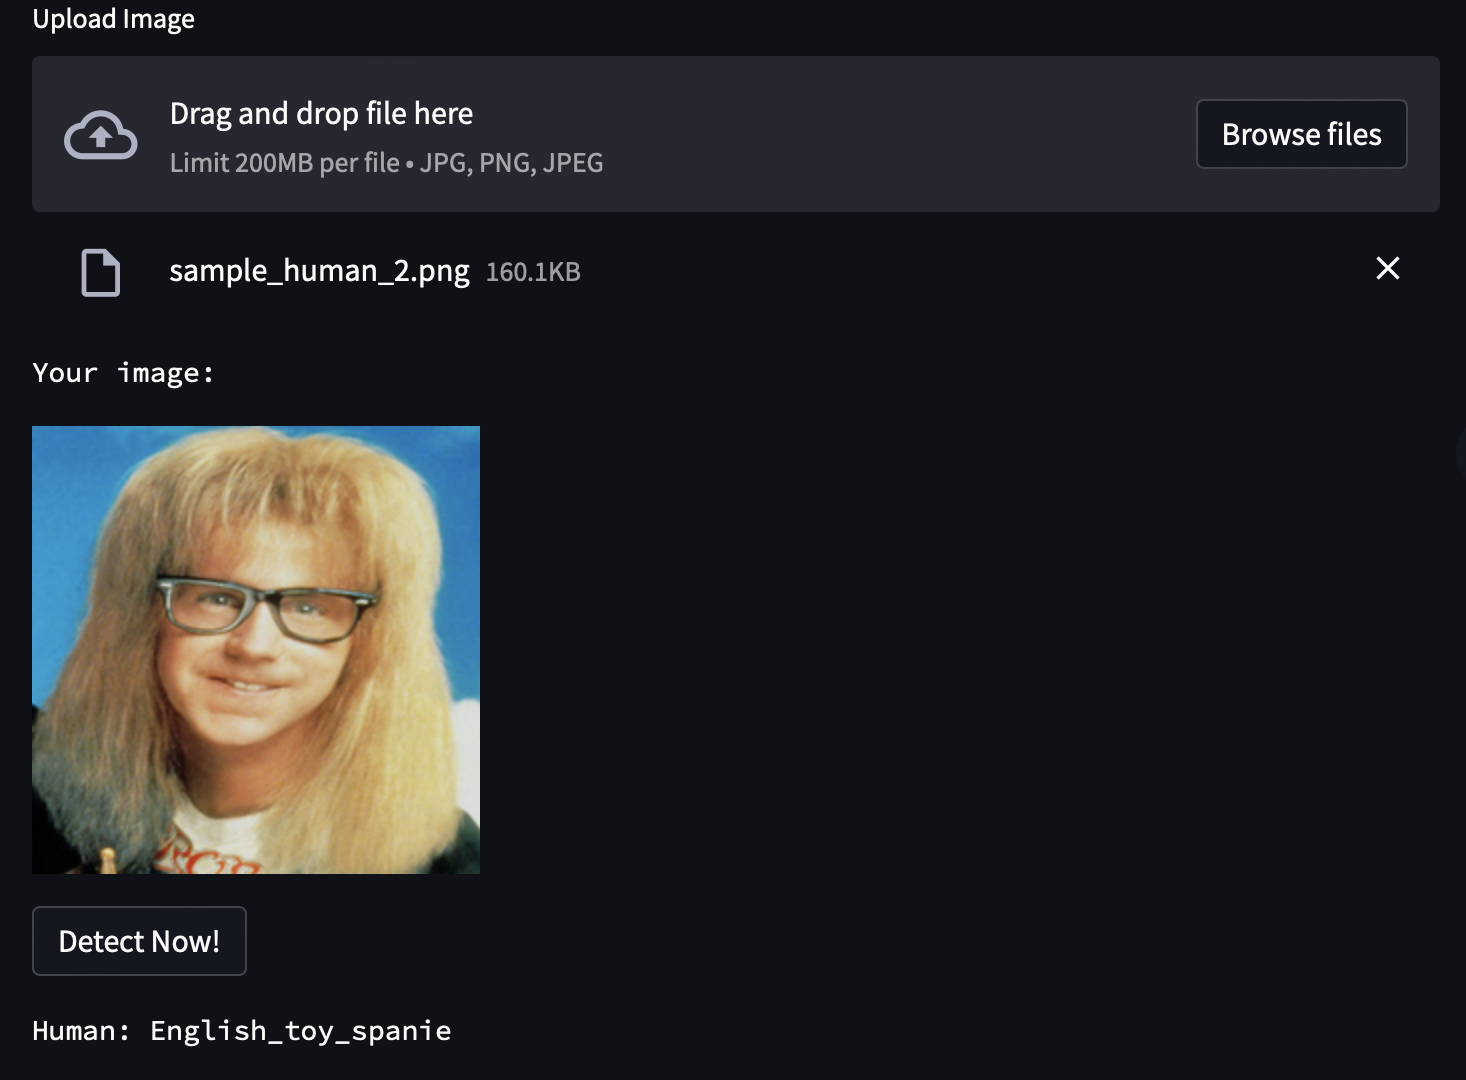 Upload Image
Drag and drop file here
Browse files
Limit 200MB per file • JPG, PNG, JPEG
sample_human_2.png 160.1KB
Your image:
Detect Now!
Human: English_toy_spanie